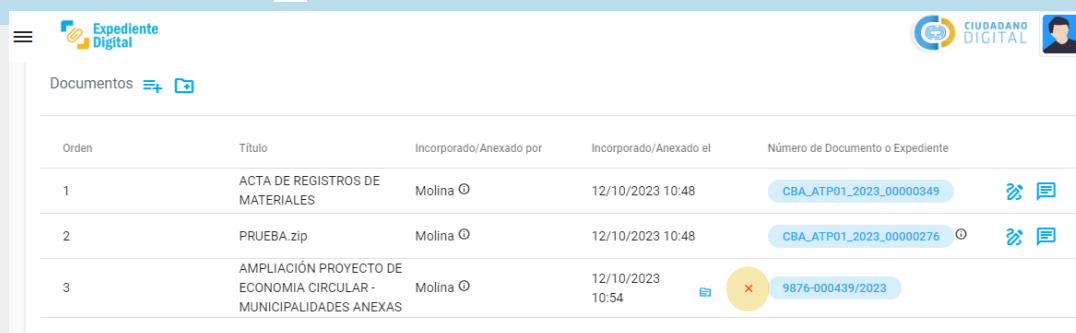 Expediente
Digital
CIUDADANO
DIGITAL
Documentos
Orden Título Incorporado/Anexado por Incorporado/Anexado el Número de Documento o Expediente
1 ACTA DE REGISTROS DE MATERIALES Molina 12/10/2023 10:48 CBA_ATP01_2023_00000349
2 PRUEBA.zip Molina 12/10/2023 10:48 CBA_ATP01_2023_00000276
3 AMPLIACIÓN PROYECTO DE ECONOMIA CIRCULAR - MUNICIPALIDADES ANEXAS Molina 12/10/2023 10:54 9876-000439/2023